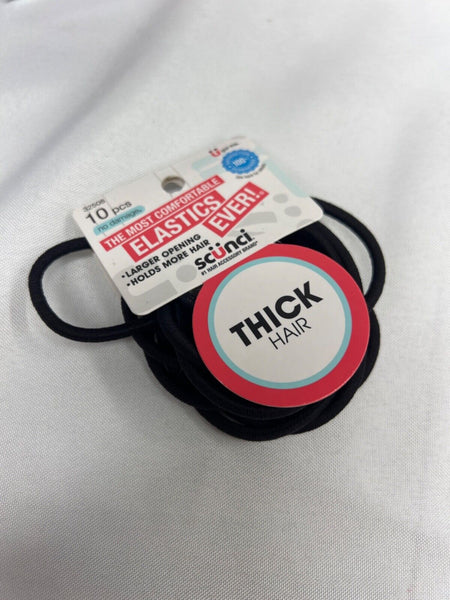 32508
10 pcs
no damage.
THE MOST COMFORTABLE
ELASTICS
EVER!
•LARGER OPENING
•HOLDS MORE HAIR
scünci
#1 HAIR ACCESSORY BRAND
THICK
HAIR